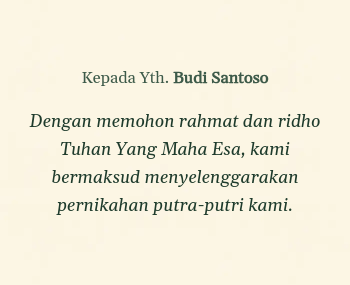 Kepada Yth. Budi Santoso
Dengan memohon rahmat dan ridho
Tuhan Yang Maha Esa, kami
bermaksud menyelenggarakan
pernikahan putra-putri kami.